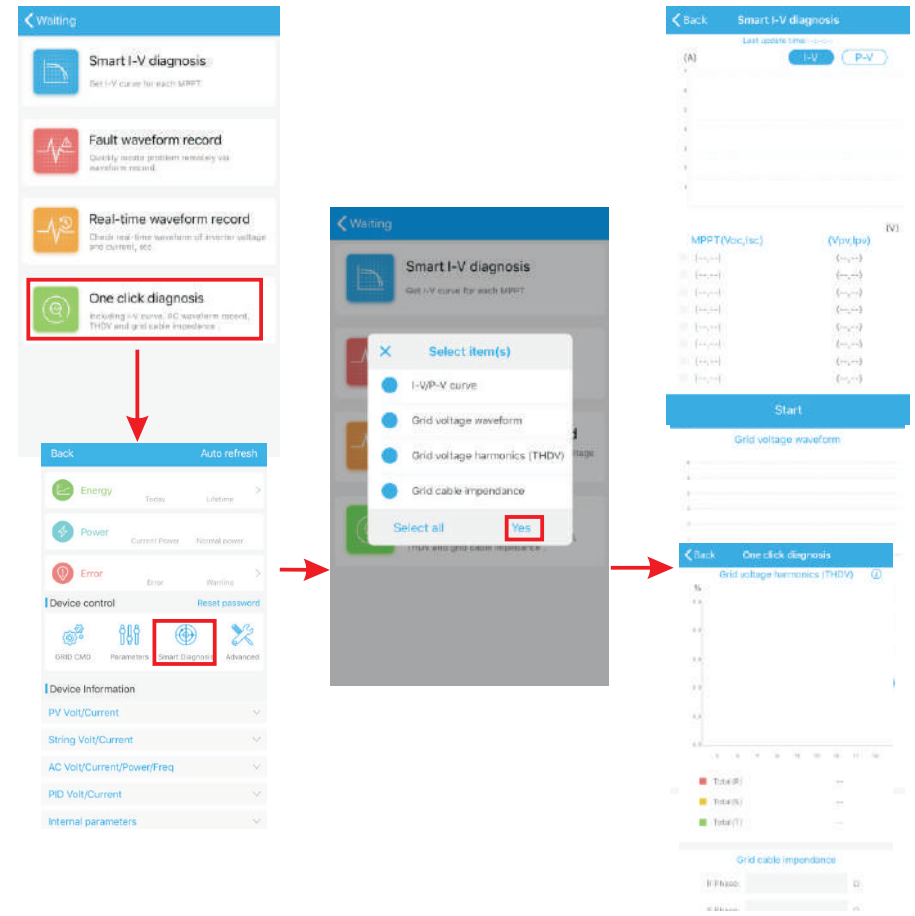 Waiting
Smart I-V diagnosis
Get I-V curve for each MPPT.
Fault waveform record
Quickly locate problem remotely via
waveform record.
Real-time waveform record
Check real-time waveform of inverter voltage
and current, etc
One click diagnosis
Including I-V curve, AC waveform record,
THDV and grid cable impedance .
Back Auto refresh
Energy
Today Lifetime
Power
Current Power Normal power
Error
Error Warning
Device control Reset password
GRID CMD Parameters Smart Diagnosis Advanced
Device Information
PV Volt/Current
String Volt/Current
AC Volt/Current/Power/Freq
PID Volt/Current
Internal parameters
Waiting
Smart I-V diagnosis
Get I-V curve for each MPPT.
Select item(s)
I-V/P-V curve
Grid voltage waveform
Grid voltage harmonics (THDV)
Grid cable impendance
Select all Yes
THDV and grid cable impedance .
Back Smart I-V diagnosis
Last update time:--:--:--
(A) I-V P-V
(V)
MPPT(Voc,Isc) (Vpv,Ipv)
(--,--) (--,--)
(--,--) (--,--)
(--,--) (--,--)
(--,--) (--,--)
(--,--) (--,--)
(--,--) (--,--)
(--,--) (--,--)
(--,--) (--,--)
Start
Grid voltage waveform
Back One click diagnosis
Grid voltage harmonics (THDV)
%
Total(R) --
Total(S) --
Total(T) --
Grid cable impendance
R Phase: Ω
S Phase: Ω